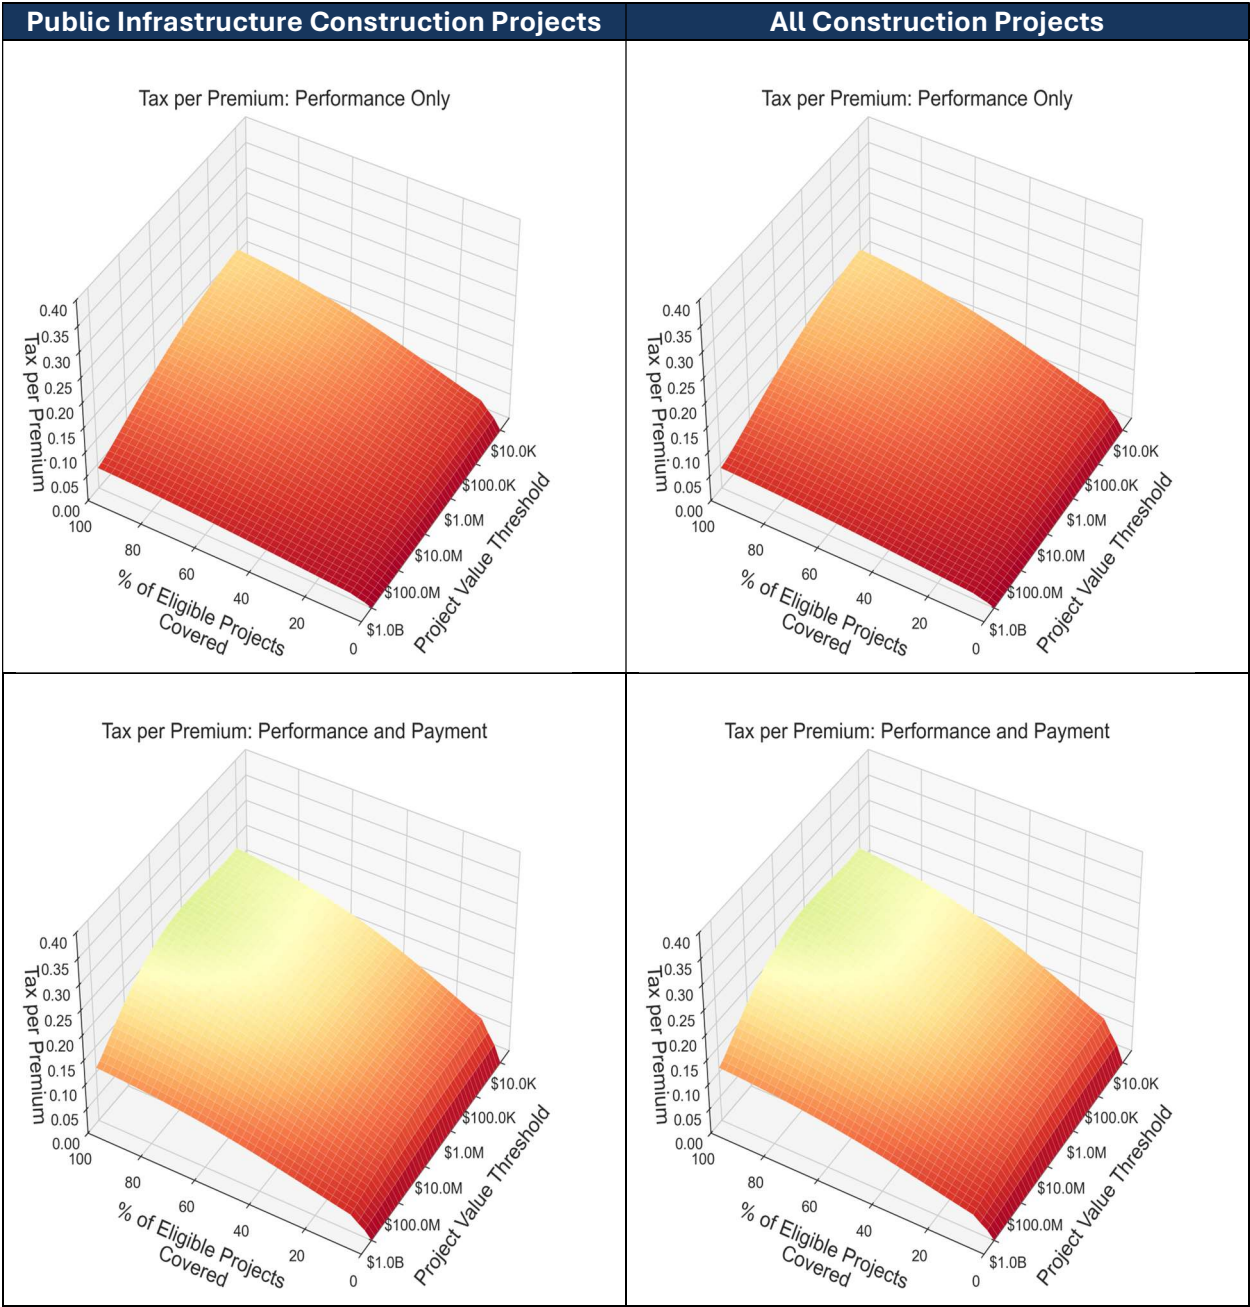 Public Infrastructure Construction Projects
All Construction Projects
Tax per Premium: Performance Only
0.40
0.35
0.30
0.25
0.20
0.15
0.10
0.05
0.00
Tax per Premium
100
80
60
40
20
0
% of Eligible Projects
Covered
$10.0K
$100.0K
$1.0M
$10.0M
$100.0M
$1.0B
Project Value Threshold
Tax per Premium: Performance Only
0.40
0.35
0.30
0.25
0.20
0.15
0.10
0.05
0.00
Tax per Premium
100
80
60
40
20
0
% of Eligible Projects
Covered
$10.0K
$100.0K
$1.0M
$10.0M
$100.0M
$1.0B
Project Value Threshold
Tax per Premium: Performance and Payment
0.40
0.35
0.30
0.25
0.20
0.15
0.10
0.05
0.00
Tax per Premium
100
80
60
40
20
0
% of Eligible Projects
Covered
$10.0K
$100.0K
$1.0M
$10.0M
$100.0M
$1.0B
Project Value Threshold
Tax per Premium: Performance and Payment
0.40
0.35
0.30
0.25
0.20
0.15
0.10
0.05
0.00
Tax per Premium
100
80
60
40
20
0
% of Eligible Projects
Covered
$10.0K
$100.0K
$1.0M
$10.0M
$100.0M
$1.0B
Project Value Threshold